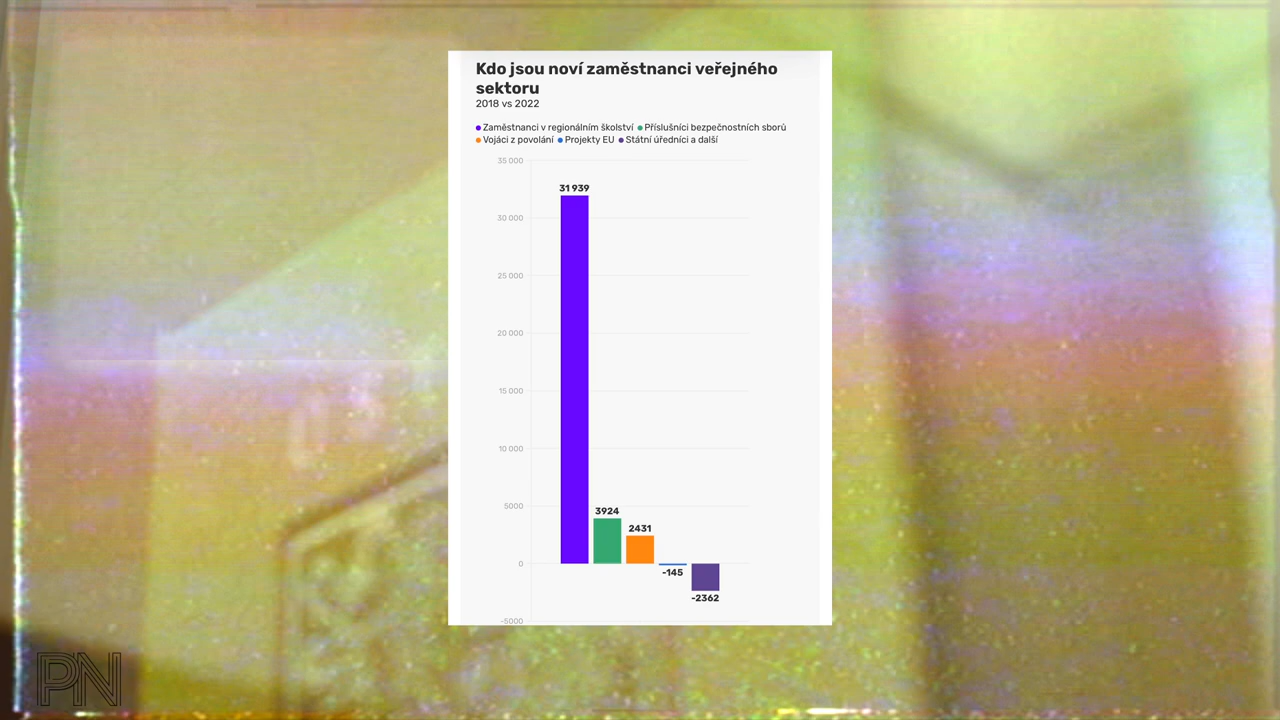 Kdo jsou noví zaměstnanci veřejného
sektoru
2018 vs 2022
Zaměstnanci v regionálním školství Příslušníci bezpečnostních sborů
Vojáci z povolání Projekty EU Státní úředníci a další
35 000
31 939
30 000
25 000
20 000
15 000
10 000
5000
3924
2431
0
-145
-2362
-5000
PN